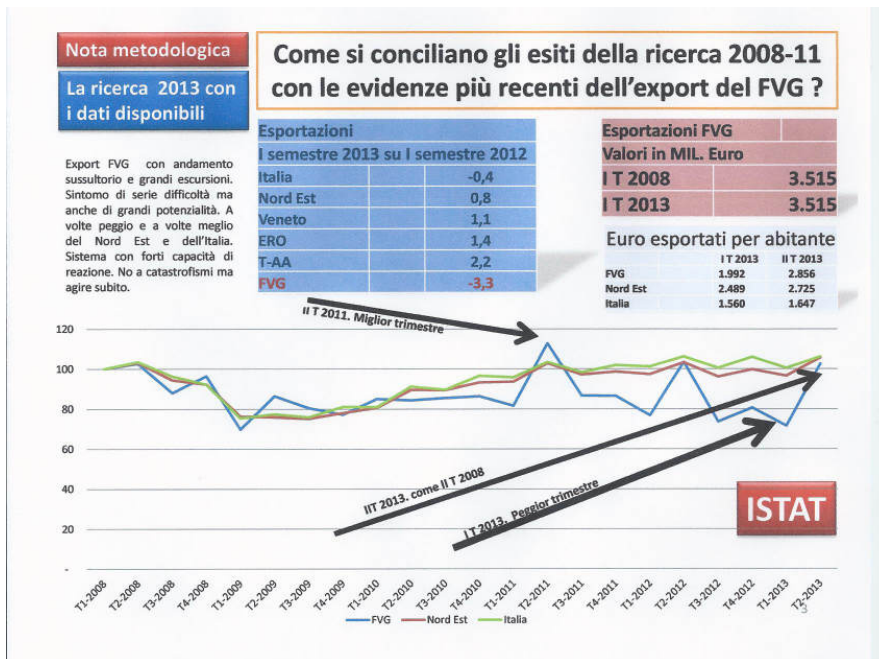 Nota metodologica
La ricerca 2013 con
i dati disponibili
Come si conciliano gli esiti della ricerca 2008-11
con le evidenze più recenti dell'export del FVG ?
Export FVG con andamento
sussultorio e grandi escursioni.
Sintomo di serie difficoltà ma
anche di grandi potenzialità. A
volte peggio e a volte meglio
del Nord Est e dell'Italia.
Sistema con forti capacità di
reazione. No a catastrofismi ma
agire subito.
Esportazioni
I semestre 2013 su I semestre 2012
Italia -0,4
Nord Est 0,8
Veneto 1,1
ERO 1,4
T-AA 2,2
FVG -3,3
Esportazioni FVG
Valori in MIL. Euro
I T 2008 3.515
I T 2013 3.515
Euro esportati per abitante
I T 2013 II T 2013
FVG 1.992 2.856
Nord Est 2.489 2.725
Italia 1.560 1.647
II T 2011. Miglior trimestre
IIT 2013. come II T 2008
I T 2013. Peggior trimestre
ISTAT
120
100
80
60
40
20
-
T1-2008 T2-2008 T3-2008 T4-2008 T1-2009 T2-2009 T3-2009 T4-2009 T1-2010 T2-2010 T3-2010 T4-2010 T1-2011 T2-2011 T3-2011 T4-2011 T1-2012 T2-2012 T3-2012 T4-2012 T1-2013 T2-2013
3
FVG Nord Est Italia